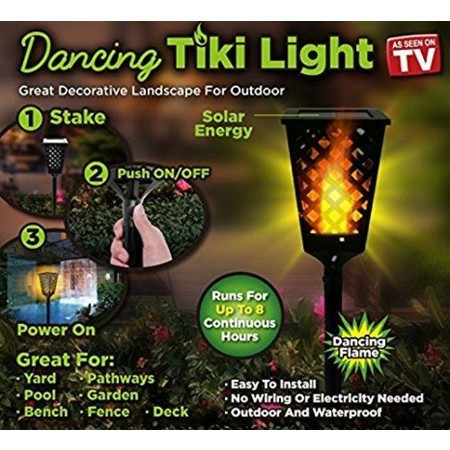 Dancing Tiki Light
AS SEEN ON
TV
Great Decorative Landscape For Outdoor
1 Stake
Solar
Energy
2 Push ON/OFF
3
Power On
Runs For
Up To 8
Continuous
Hours
Dancing
Flame
Great For:
· Yard · Pathways
· Pool · Garden
· Bench · Fence · Deck
· Easy To Install
· No Wiring Or Electricity Needed
· Outdoor And Waterproof